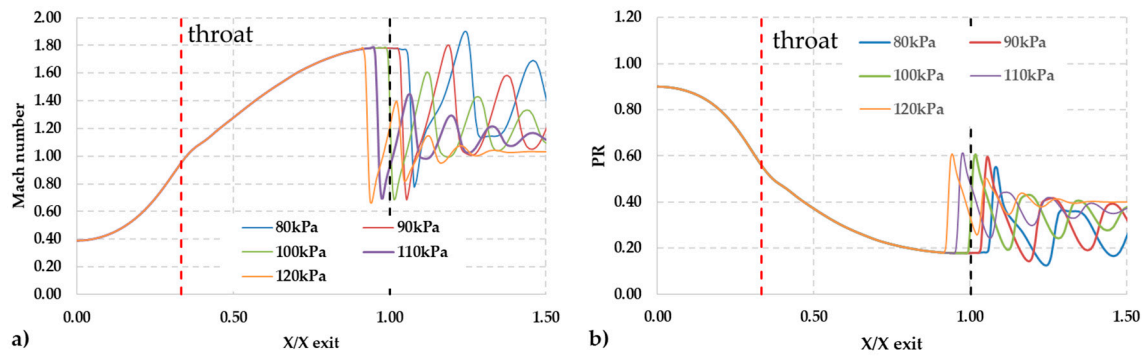 throat
Mach number
2.00
1.80
1.60
1.40
1.20
1.00
0.80
0.60
0.40
0.20
0.00
80kPa 90kPa
100kPa 110kPa
120kPa
0.00 0.50 1.00 1.50
X/X exit
a)
throat
PR
1.20
1.00
0.80
0.60
0.40
0.20
0.00
80kPa 90kPa
100kPa 110kPa
120kPa
0.00 0.50 1.00 1.50
X/X exit
b)